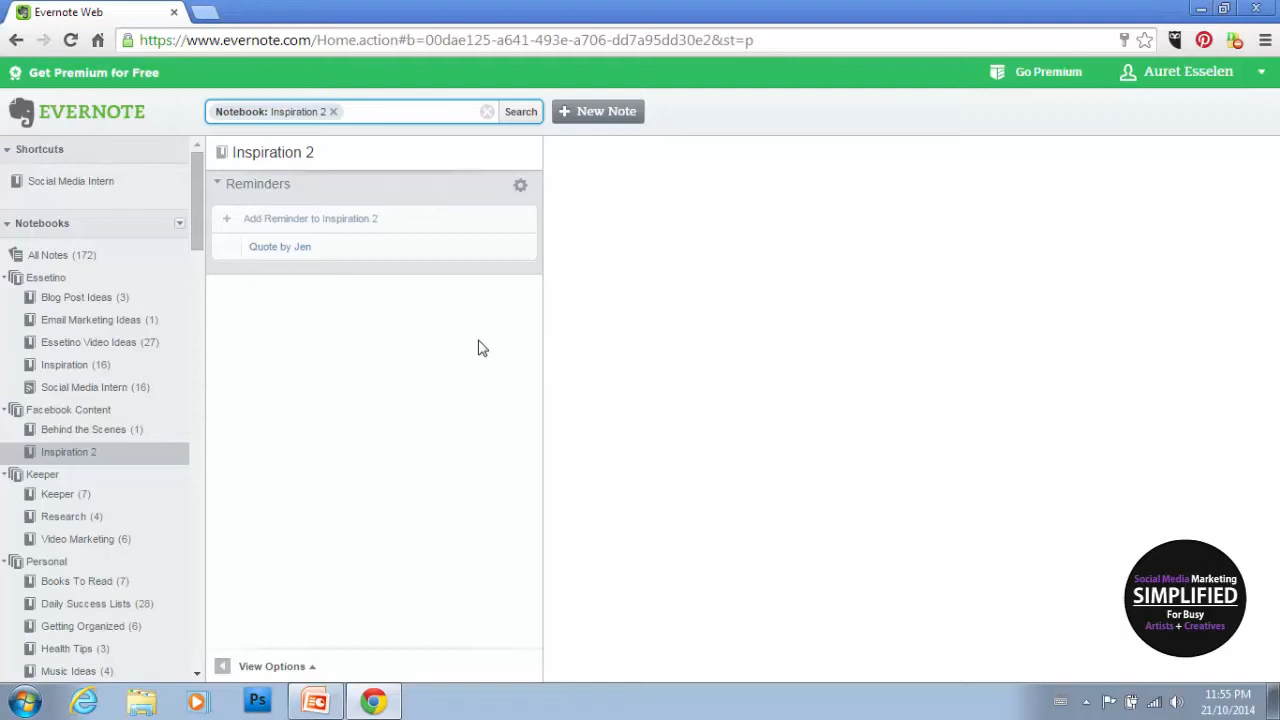 Evernote Web
https://www.evernote.com/Home.action#b=00dae125-a641-493e-a706-dd7a95dd30e2&st=p
Get Premium for Free
Go Premium
Auret Esselen
EVERNOTE
Notebook: Inspiration 2
Search
+ New Note
Shortcuts
Social Media Intern
Notebooks
All Notes (172)
Essetino
Blog Post Ideas (3)
Email Marketing Ideas (1)
Essetino Video Ideas (27)
Inspiration (16)
Social Media Intern (16)
Facebook Content
Behind the Scenes (1)
Inspiration 2
Keeper
Keeper (7)
Research (4)
Video Marketing (6)
Personal
Books To Read (7)
Daily Success Lists (28)
Getting Organized (6)
Health Tips (3)
Music Ideas (4)
Inspiration 2
Reminders
+ Add Reminder to Inspiration 2
Quote by Jen
View Options
Social Media Marketing
SIMPLIFIED
For Busy
Artists + Creatives
Ps
11:55 PM
21/10/2014